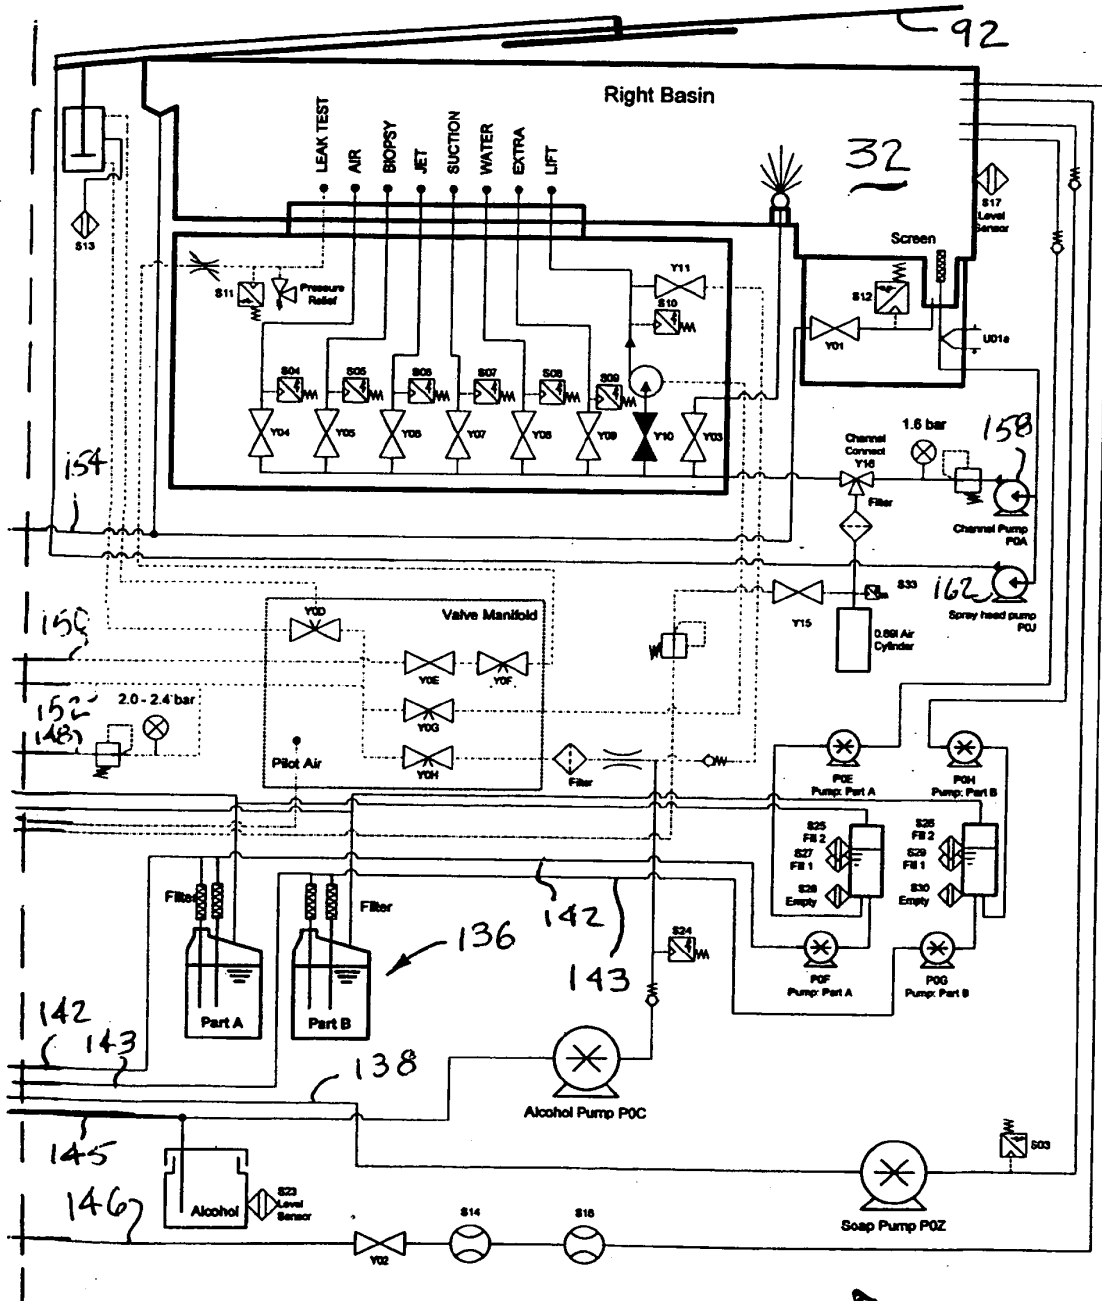 92
Right Basin
32
LEAK TEST
AIR
BIOPSY
JET
SUCTION
WATER
EXTRA
LIFT
S17
Level
Sensor
S13
Screen
S11
Pressure
Relief
Y11
S10
S12
Y01
U01a
S04
S05
S06
S07
S08
S09
Y04
Y05
Y06
Y07
Y08
Y09
Y10
Y03
154
Channel
Connect
Y16
1.6 bar
158
Filter
Channel Pump
P0A
162
Spray head pump
P0J
S33
Y15
0.89l Air
Cylinder
Y0D
Valve Manifold
Y0E
Y0F
Y0G
Y0H
2.0 - 2.4 bar
148
Pilot Air
Filter
P0E
Pump: Part A
P0H
Pump: Part B
S25
Fill 2
S27
Fill 1
S28
Fill 2
S29
Fill 1
S30
Empty
Empty
Filter
Filter
136
142
143
S24
P0F
Pump: Part A
P0G
Pump: Part B
Part A
Part B
142
143
138
Alcohol Pump P0C
145
S03
Alcohol
S23
Level
Sensor
Soap Pump P0Z
146
Y02
S14